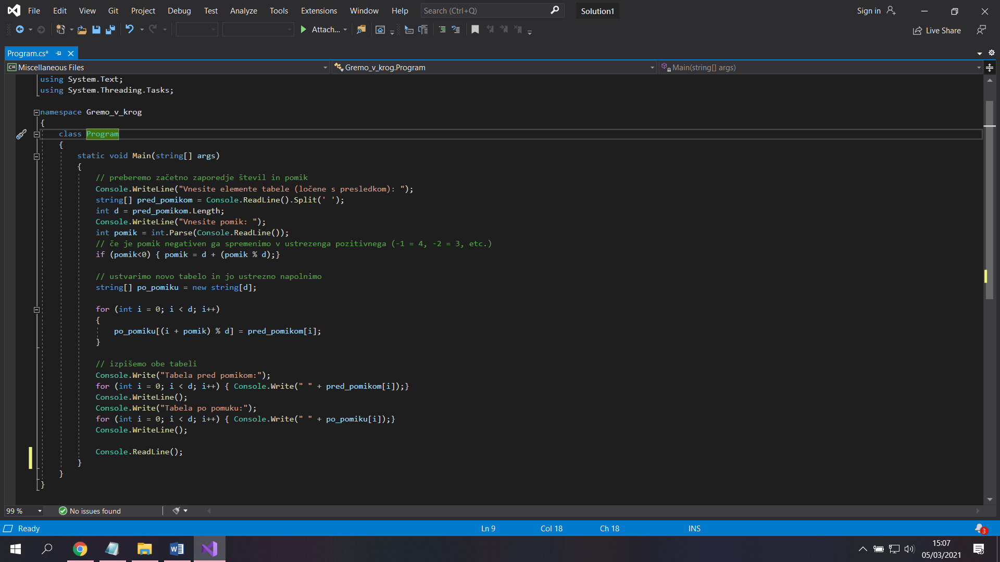 File Edit View Git Project Debug Test Analyze Tools Extensions Window Help Search (Ctrl+Q) Solution1 Sign in
Attach... Live Share
Program.cs*
C# Miscellaneous Files Gremo_v_krog.Program Main(string[] args)
using System.Text;
using System.Threading.Tasks;
namespace Gremo_v_krog
{
class Program
{
static void Main(string[] args)
{
// preberemo začetno zaporedje števil in pomik
Console.WriteLine("Vnesite elemente tabele (ločene s presledkom): ");
string[] pred_pomikom = Console.ReadLine().Split(' ');
int d = pred_pomikom.Length;
Console.WriteLine("Vnesite pomik: ");
int pomik = int.Parse(Console.ReadLine());
// če je pomik negativen ga spremenimo v ustrezenga pozitivnega (-1 = 4, -2 = 3, etc.)
if (pomik<0) { pomik = d + (pomik % d);}
// ustvarimo novo tabelo in jo ustrezno napolnimo
string[] po_pomiku = new string[d];
for (int i = 0; i < d; i++)
{
po_pomiku[(i + pomik) % d] = pred_pomikom[i];
}
// izpišemo obe tabeli
Console.Write("Tabela pred pomikom:");
for (int i = 0; i < d; i++) { Console.Write(" " + pred_pomikom[i]);}
Console.WriteLine();
Console.Write("Tabela po pomuku:");
for (int i = 0; i < d; i++) { Console.Write(" " + po_pomiku[i]);}
Console.WriteLine();
Console.ReadLine();
}
}
}
99 % No issues found
Ready Ln 9 Col 18 Ch 18 INS 3
15:07
05/03/2021